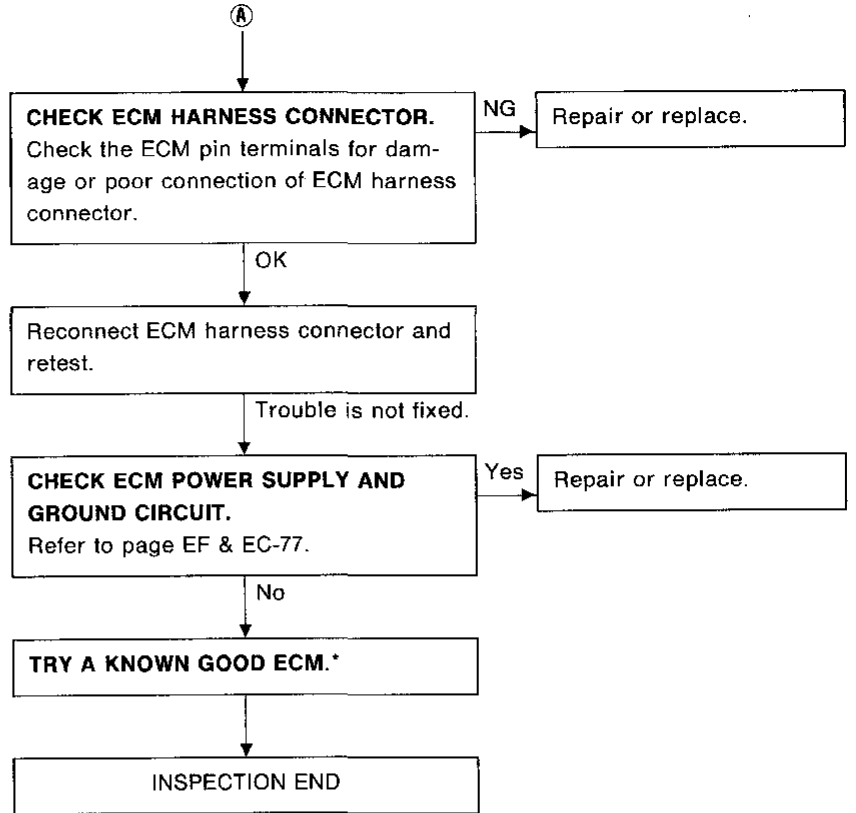 Ⓐ
CHECK ECM HARNESS CONNECTOR.
Check the ECM pin terminals for dam-
age or poor connection of ECM harness
connector.
NG
Repair or replace.
OK
Reconnect ECM harness connector and
retest.
Trouble is not fixed.
CHECK ECM POWER SUPPLY AND
GROUND CIRCUIT.
Refer to page EF & EC-77.
Yes
Repair or replace.
No
TRY A KNOWN GOOD ECM.*
INSPECTION END